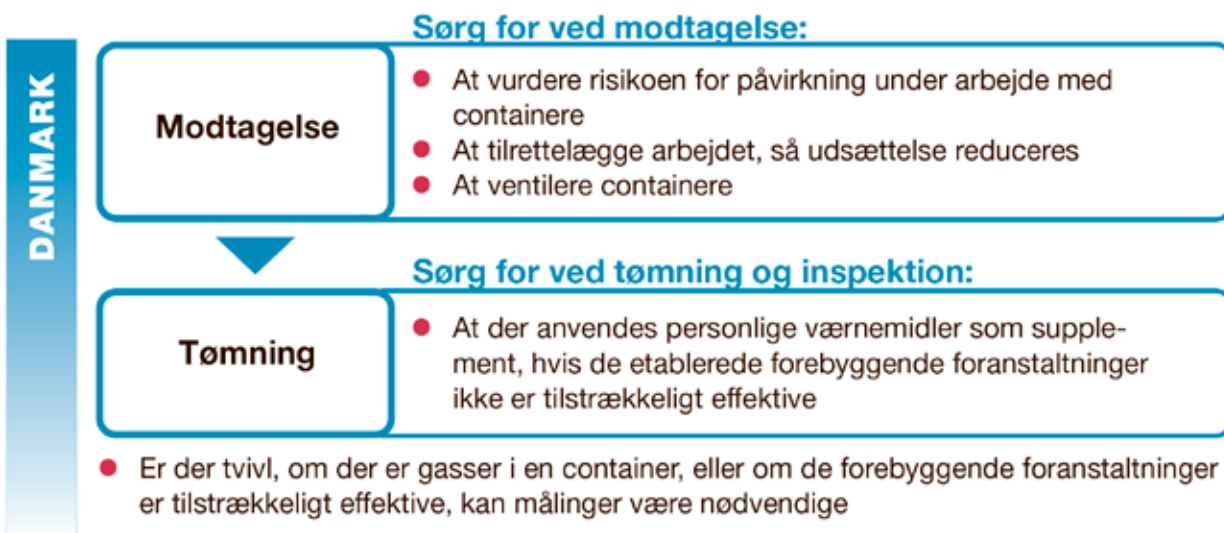 DANMARK
Sørg for ved modtagelse:
Modtagelse
● At vurdere risikoen for påvirkning under arbejde med
containere
● At tilrettelægge arbejdet, så udsættelse reduceres
● At ventilere containere
Sørg for ved tømning og inspektion:
Tømning
● At der anvendes personlige værnemidler som supple-
ment, hvis de etablerede forebyggende foranstaltninger
ikke er tilstrækkeligt effektive
● Er der tvivl, om der er gasser i en container, eller om de forebyggende foranstaltninger
er tilstrækkeligt effektive, kan målinger være nødvendige